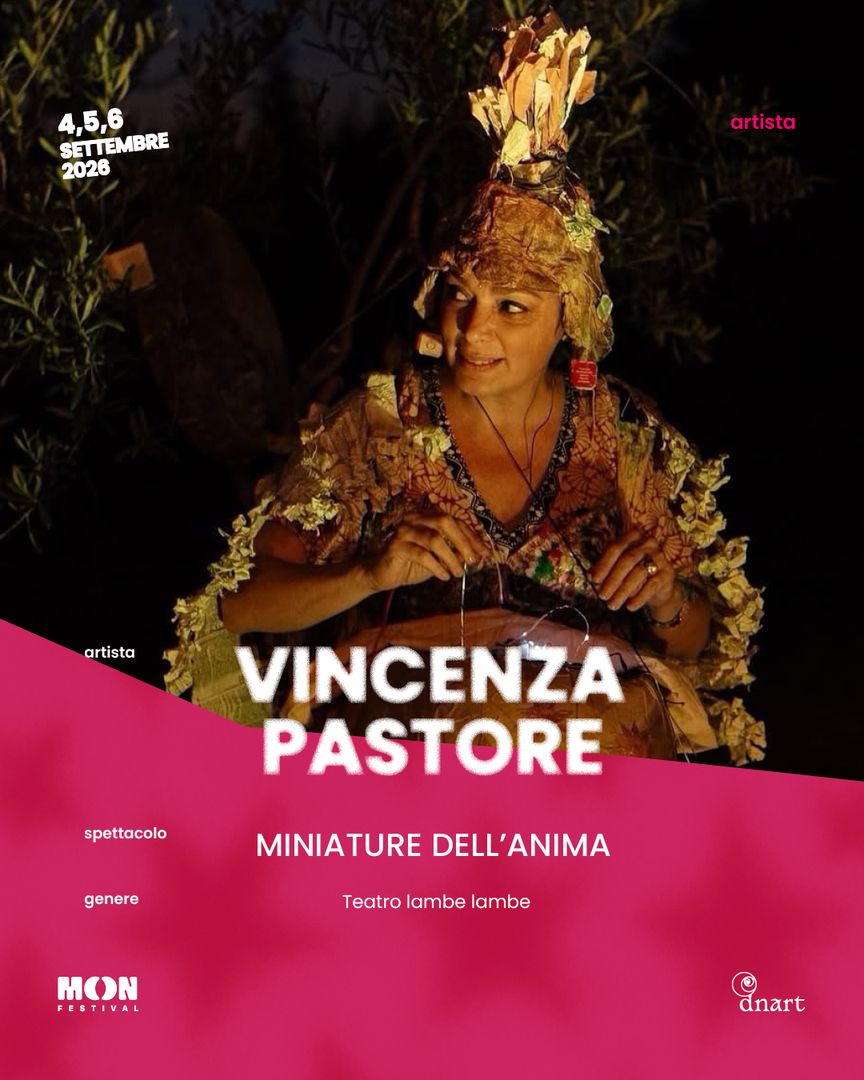 4,5,6
SETTEMBRE
2026
artista
artista
VINCENZA
PASTORE
spettacolo
MINIATURE DELL’ANIMA
genere
Teatro lambe lambe
MOON
FESTIVAL
dnart